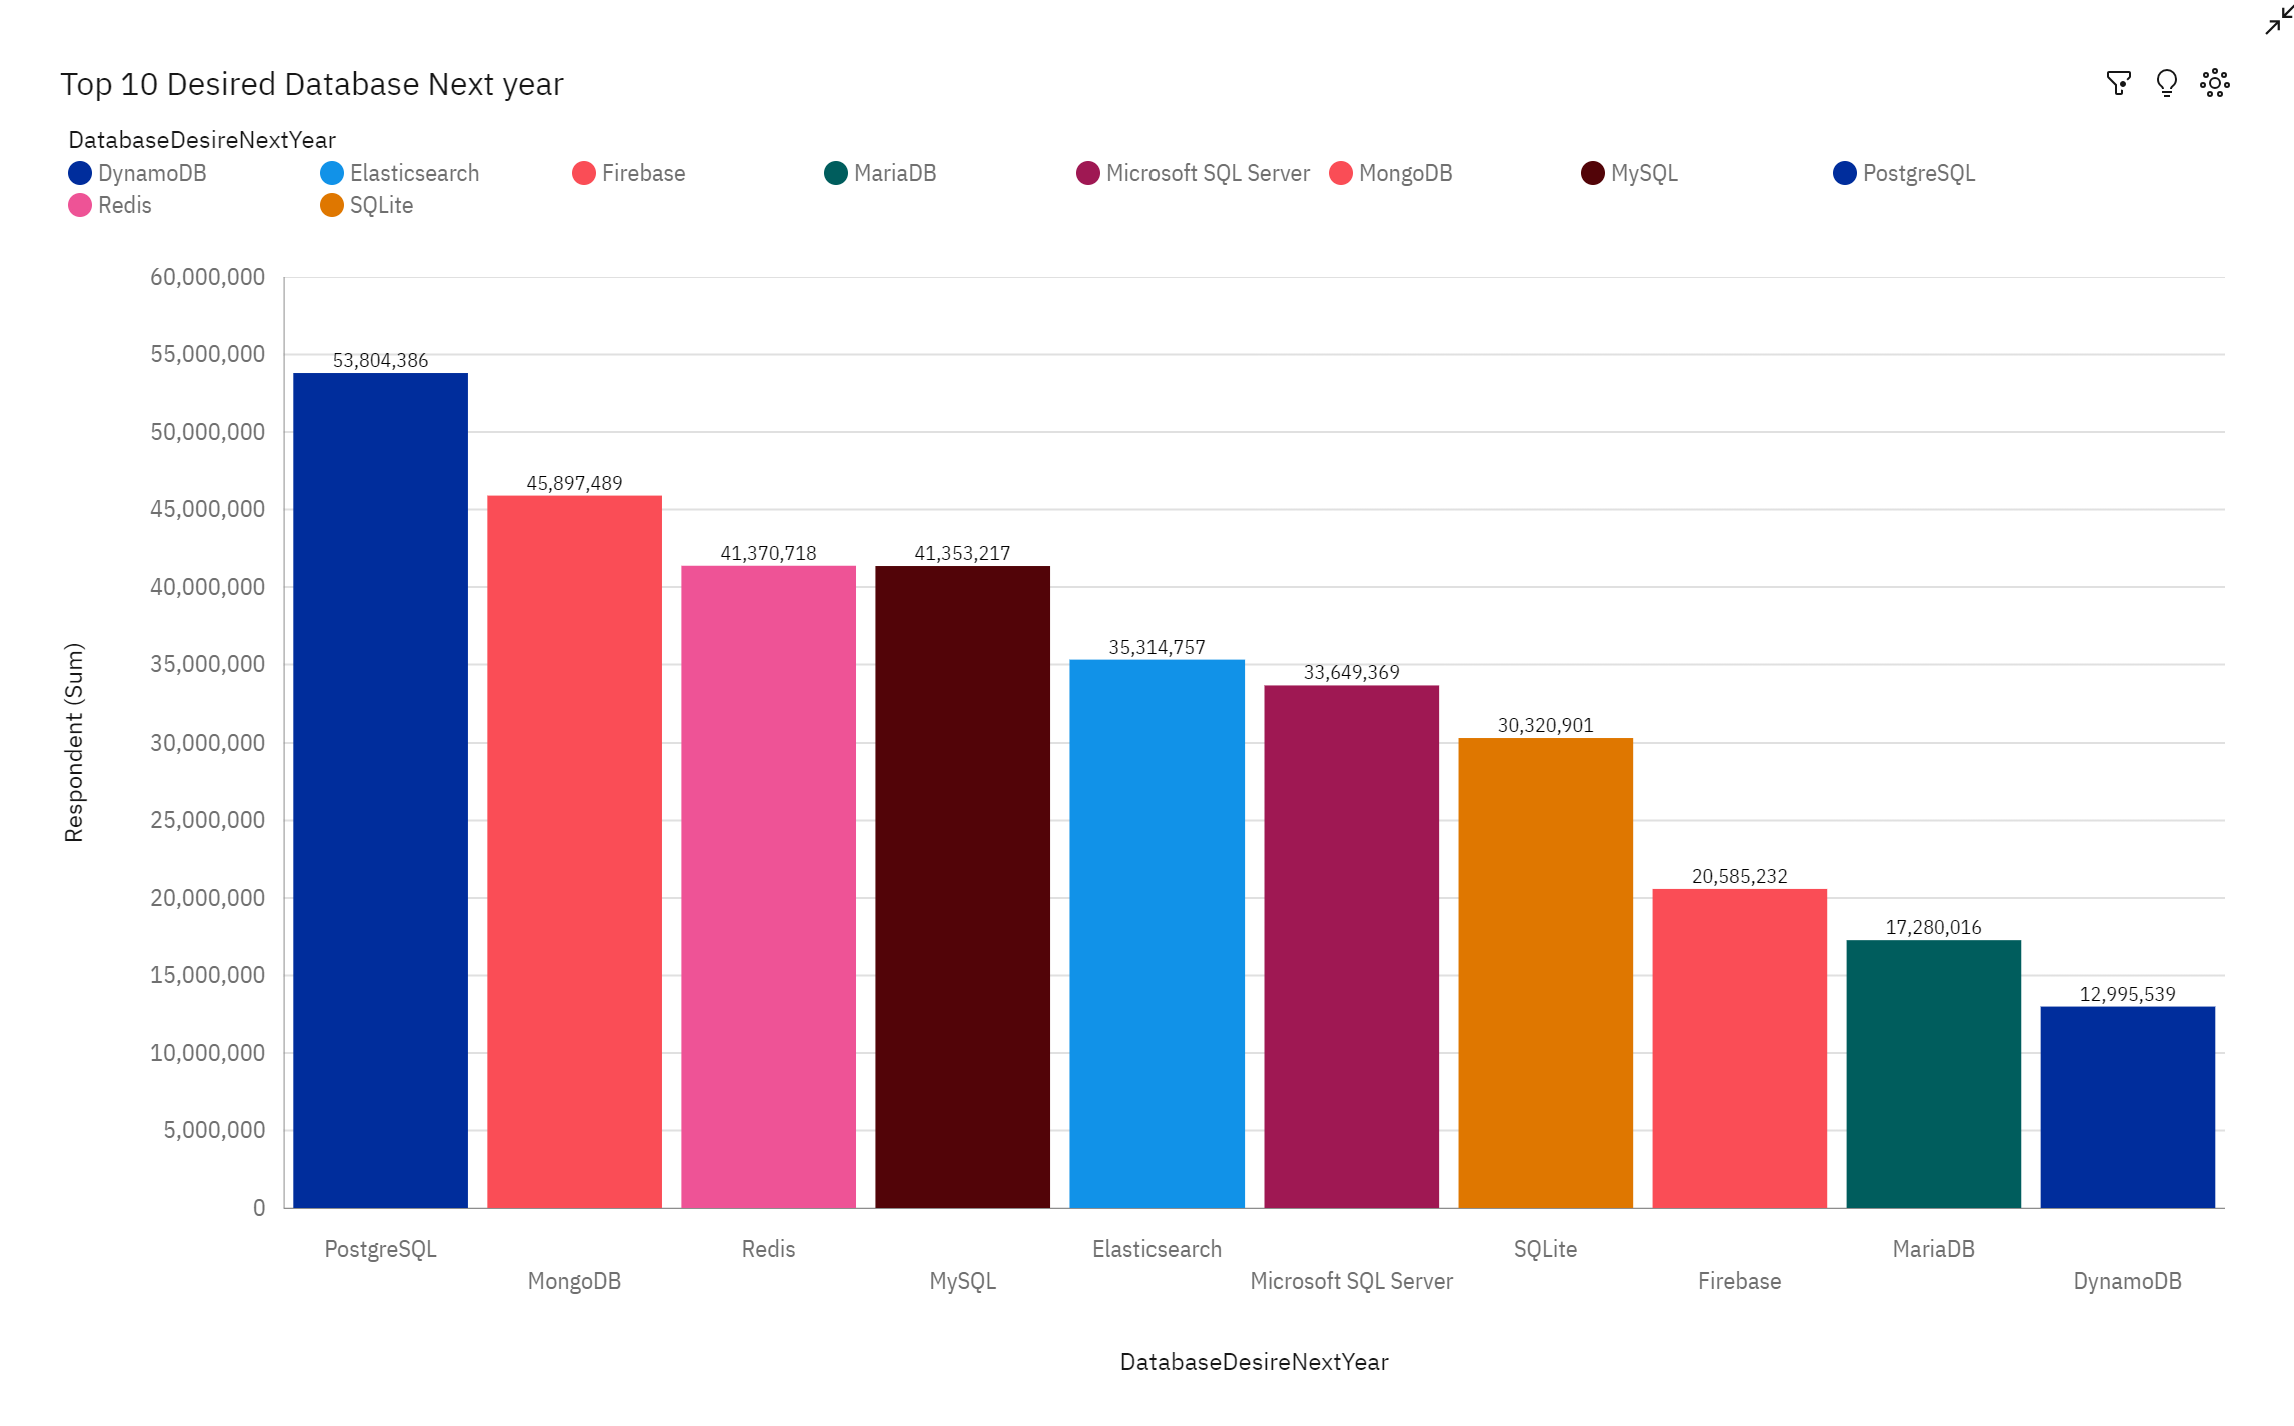 Top 10 Desired Database Next year
DatabaseDesireNextYear
DynamoDB Elasticsearch Firebase MariaDB Microsoft SQL Server MongoDB MySQL PostgreSQL
Redis SQLite
60,000,000
55,000,000
50,000,000
45,000,000
40,000,000
35,000,000
30,000,000
25,000,000
20,000,000
15,000,000
10,000,000
5,000,000
0
Respondent (Sum)
53,804,386
45,897,489
41,370,718
41,353,217
35,314,757
33,649,369
30,320,901
20,585,232
17,280,016
12,995,539
PostgreSQL
MongoDB
Redis
MySQL
Elasticsearch
Microsoft SQL Server
SQLite
Firebase
MariaDB
DynamoDB
DatabaseDesireNextYear